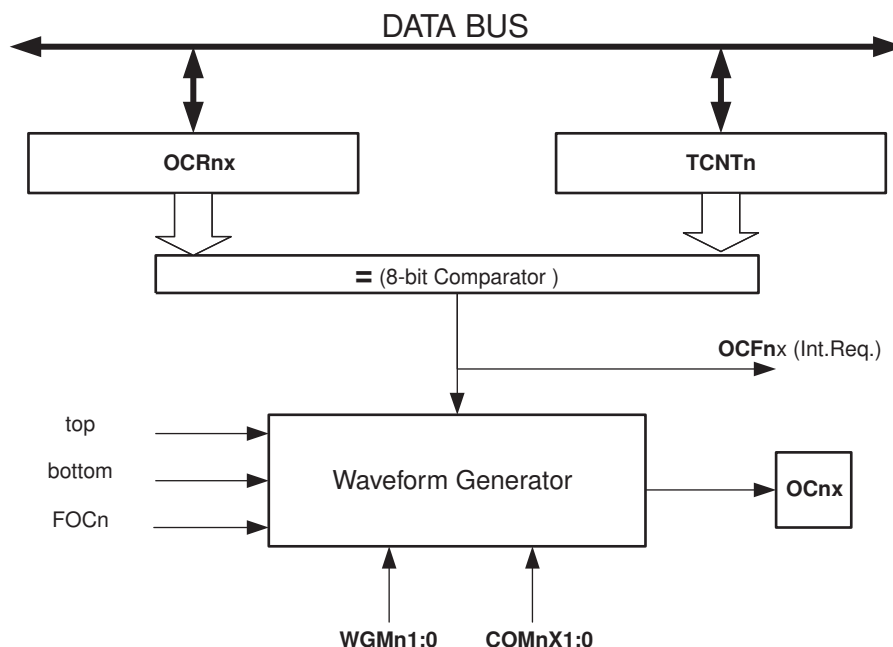 DATA BUS
OCRnx
TCNTn
= (8-bit Comparator )
OCFnx (Int.Req.)
top
bottom
FOCn
Waveform Generator
OCnx
WGMn1:0
COMnX1:0